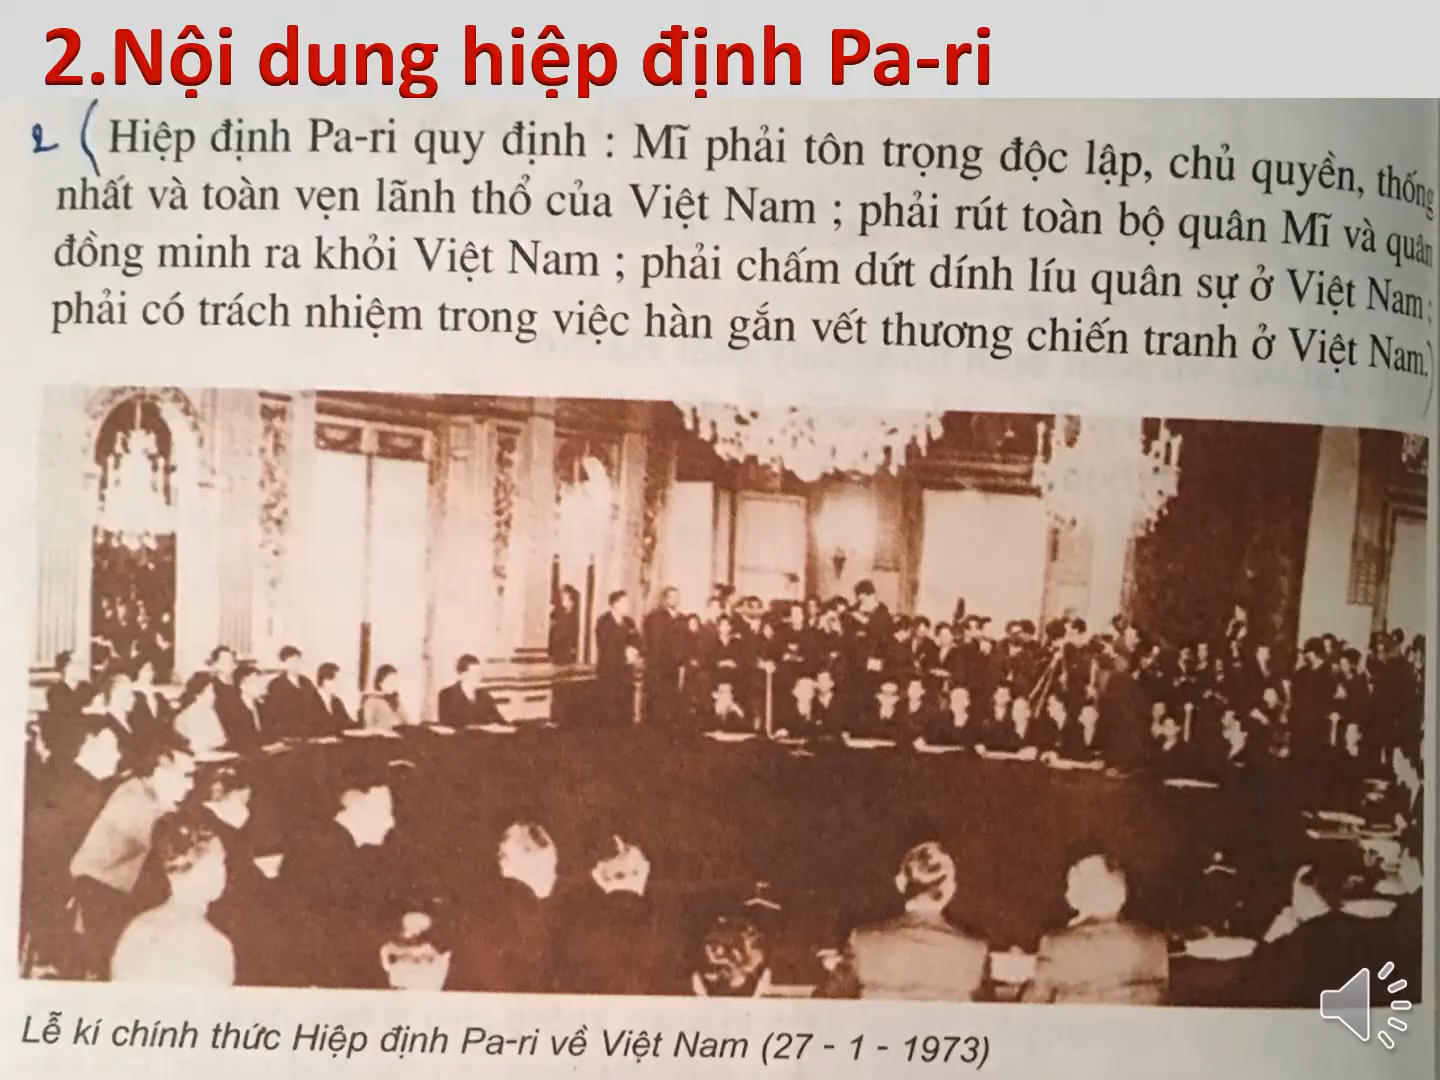 2.Nội dung hiệp định Pa-ri
2 ( Hiệp định Pa-ri quy định : Mĩ phải tôn trọng độc lập, chủ quyền, thống
nhất và toàn vẹn lãnh thổ của Việt Nam ; phải rút toàn bộ quân Mĩ và quân
đồng minh ra khỏi Việt Nam ; phải chấm dứt dính líu quân sự ở Việt Nam ;
phải có trách nhiệm trong việc hàn gắn vết thương chiến tranh ở Việt Nam.)
Lễ kí chính thức Hiệp định Pa-ri về Việt Nam (27 - 1 - 1973)